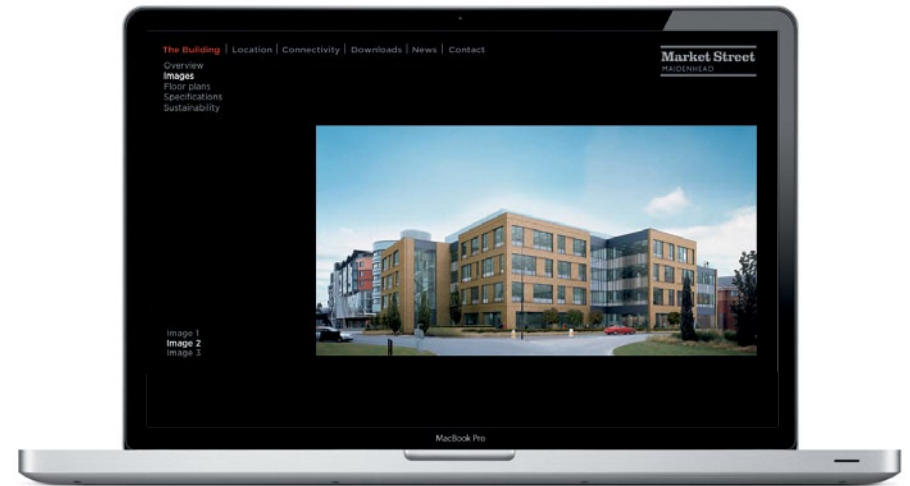 The Building | Location | Connectivity | Downloads | News | Contact
Overview
Images
Floor plans
Specifications
Sustainability
Market Street
MAIDENHEAD
Image 1
Image 2
Image 3
MacBook Pro